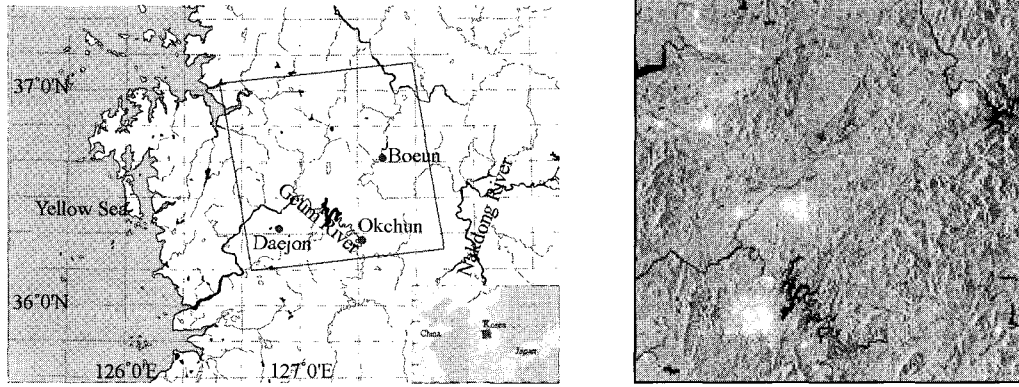 37°0'N
Boeun
Yellow Sea
Geum River
Okchun
Daejon
Nakdong River
36°0'N
China
Korea
Japan
126°0'E
127°0'E